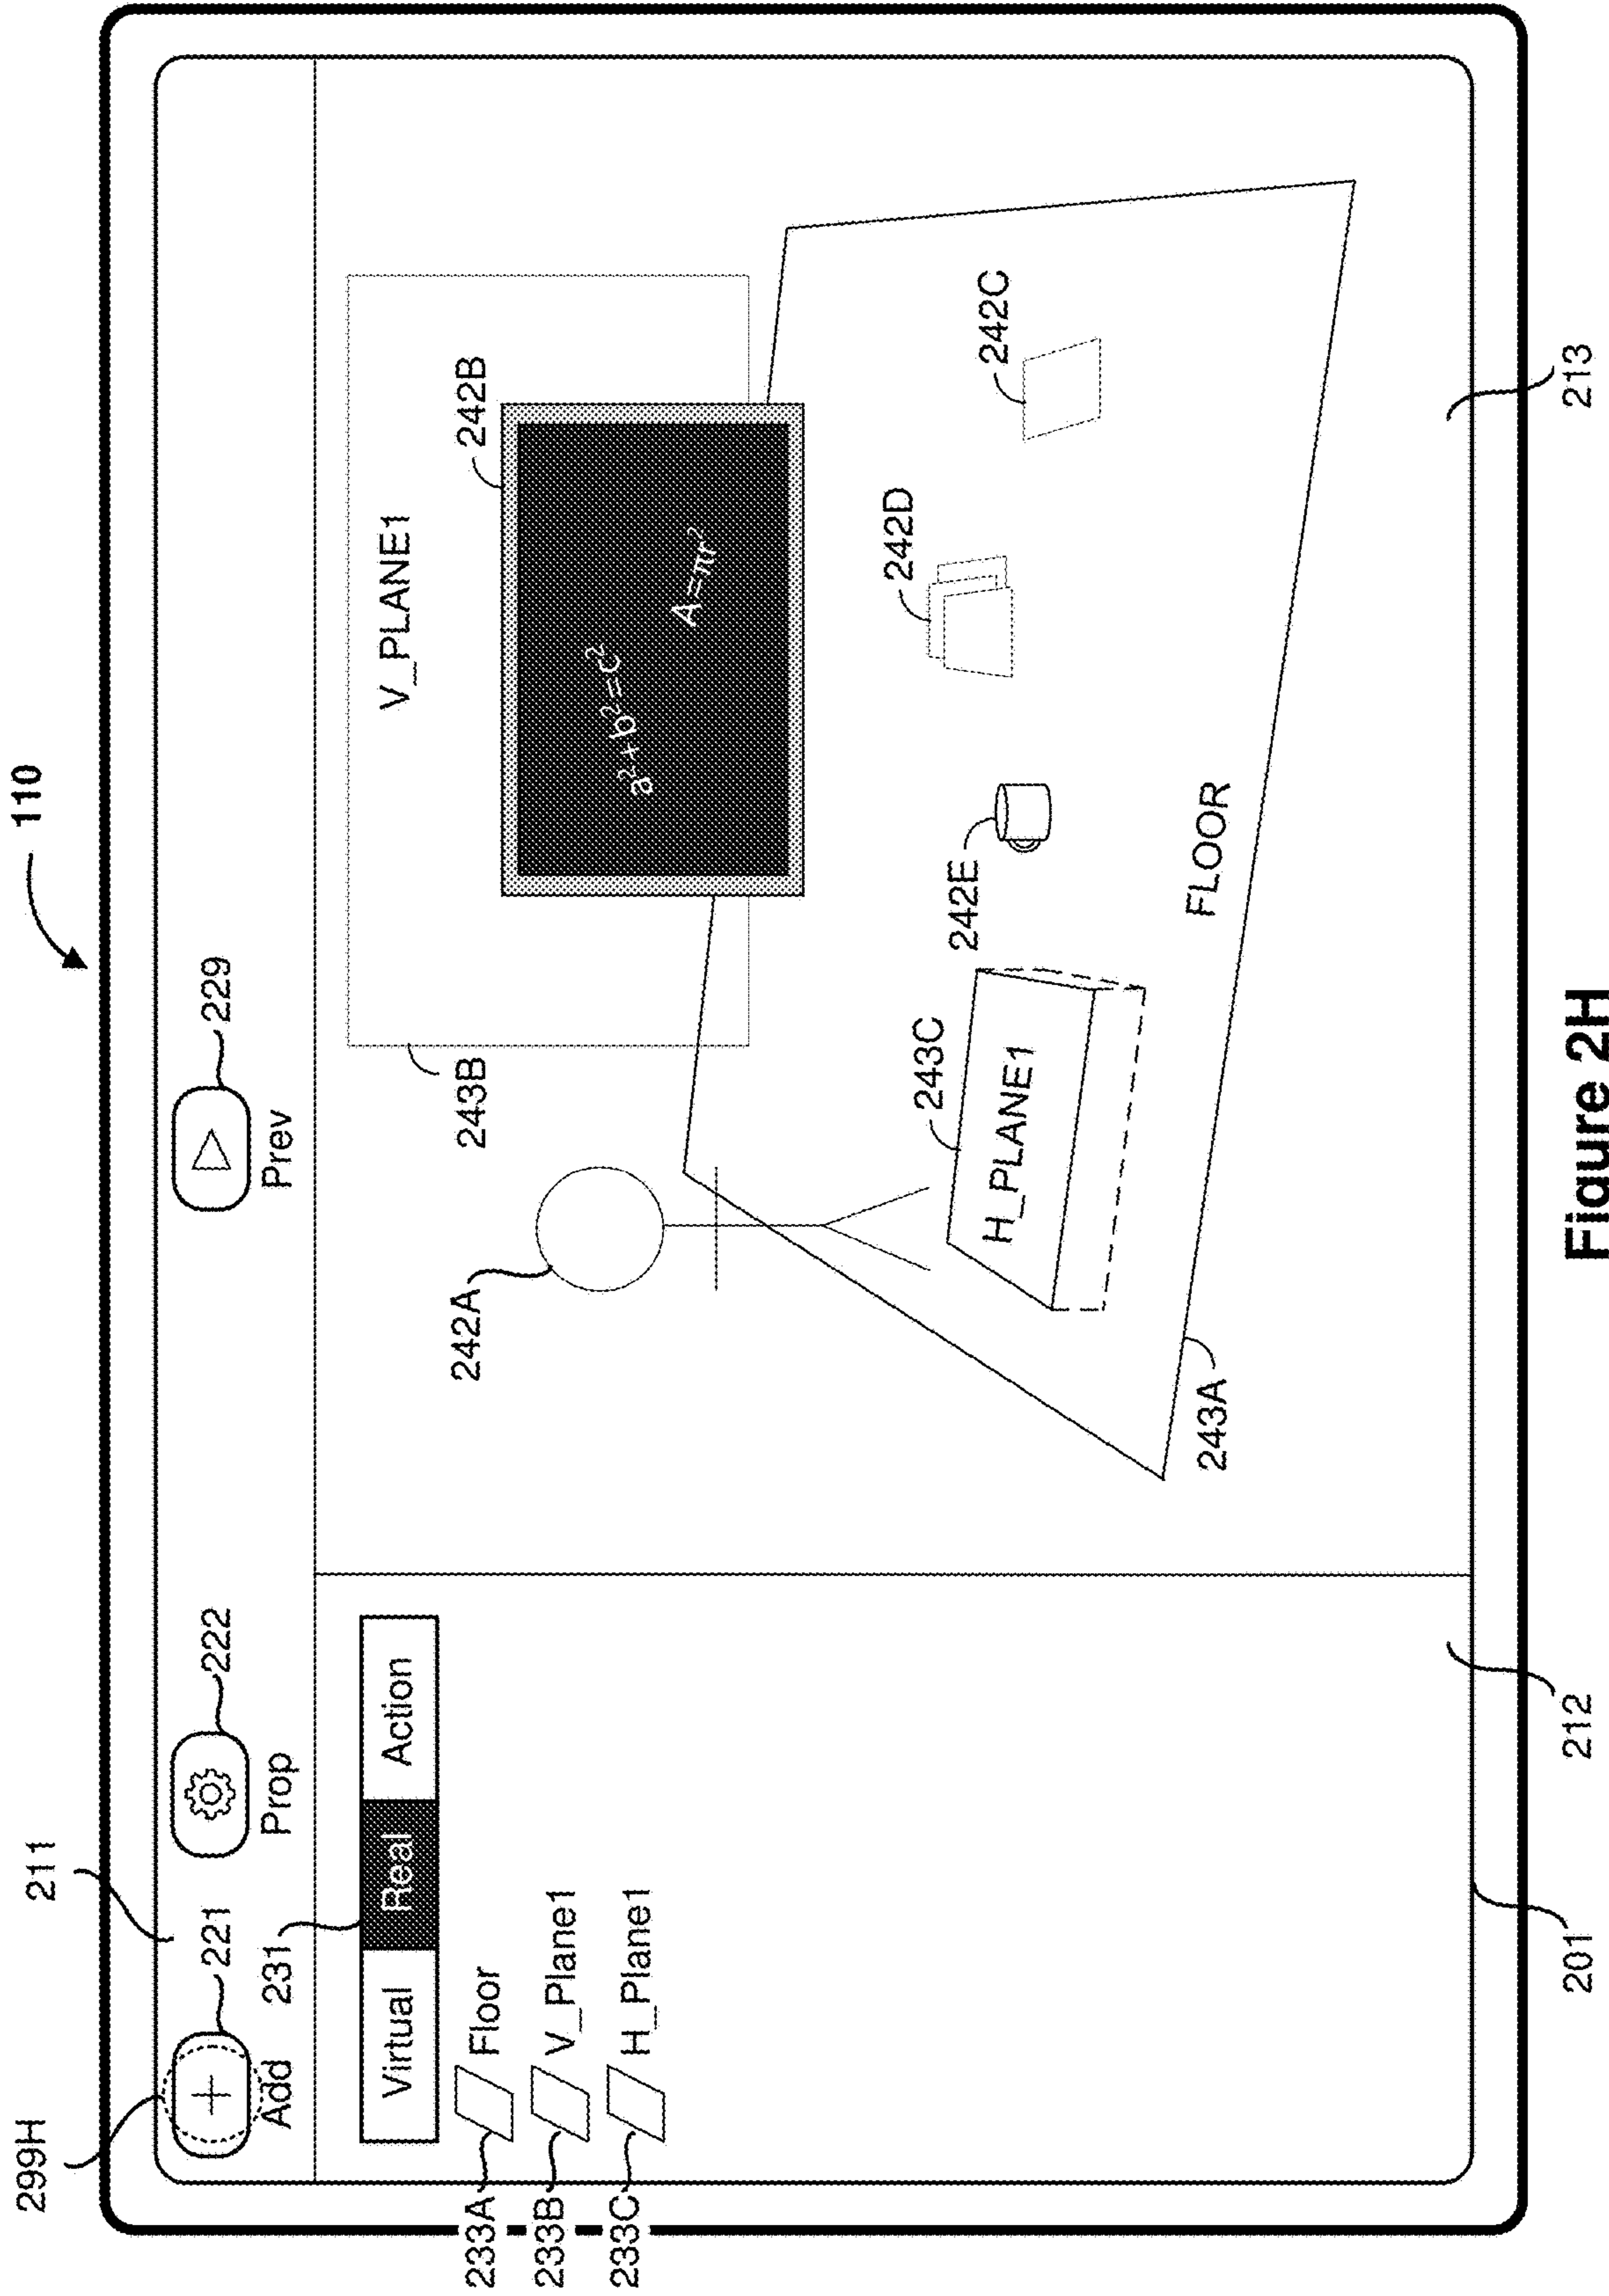 110
299H
211
221
222
229
Add
Prop
Prev
231
Virtual
Real
Action
233A
Floor
233B
V_Plane1
233C
H_Plane1
242A
243B
V_PLANE1
242B
a²+b²=c²
A=πr²
243C
H_PLANE1
242E
242D
242C
FLOOR
243A
201
212
213
Figure 2H